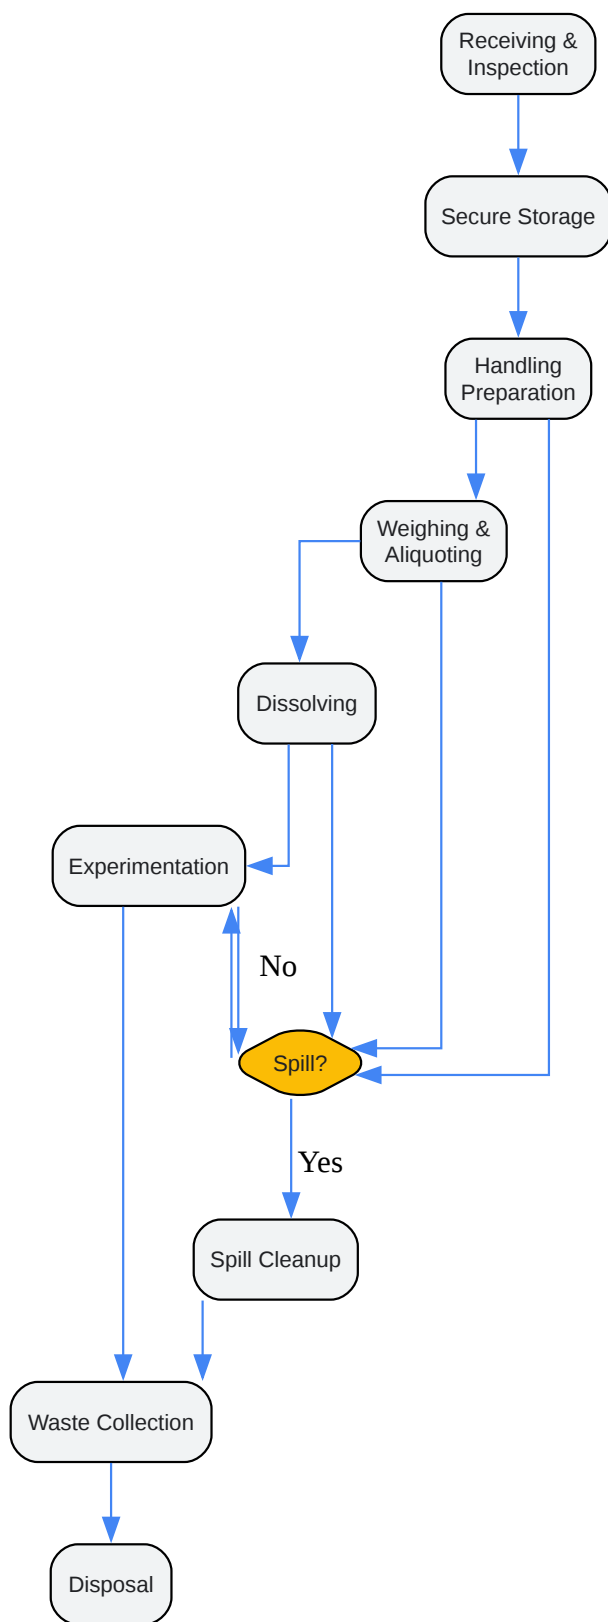 Receiving &
Inspection
Secure Storage
Handling
Preparation
Weighing &
Aliquoting
Dissolving
Experimentation
No
Spill?
Yes
Spill Cleanup
Waste Collection
Disposal